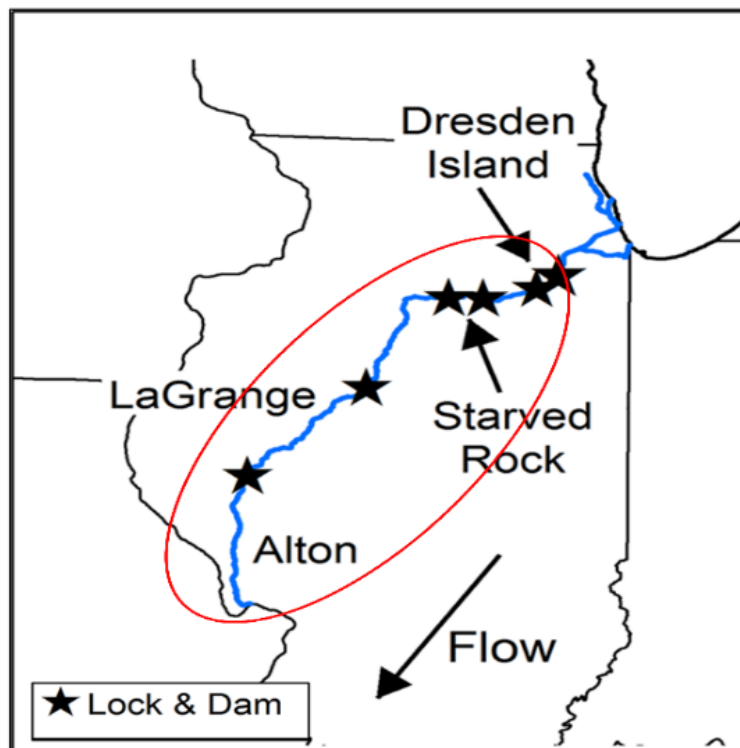 Dresden
Island
LaGrange
Starved
Rock
Alton
Flow
Lock & Dam